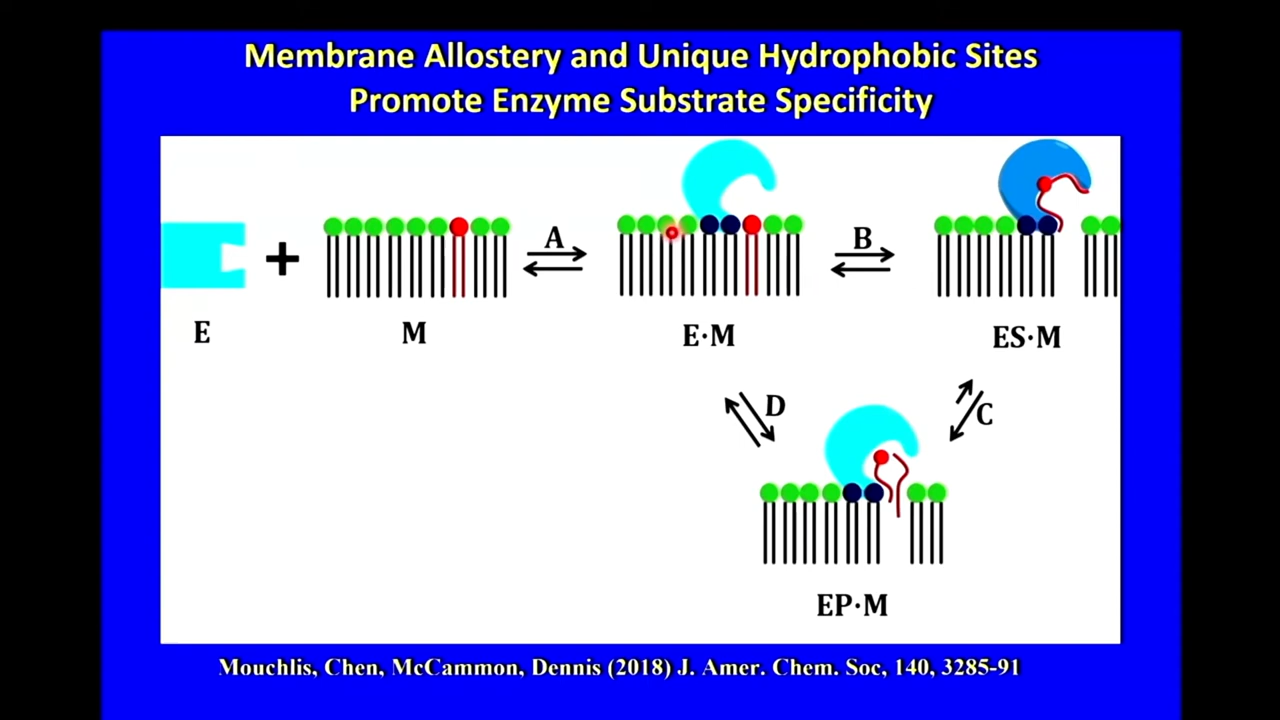 Membrane Allostery and Unique Hydrophobic Sites
Promote Enzyme Substrate Specificity
+
A
B
E
M
E·M
ES·M
D
C
EP·M
Mouchlis, Chen, McCammon, Dennis (2018) J. Amer. Chem. Soc, 140, 3285-91